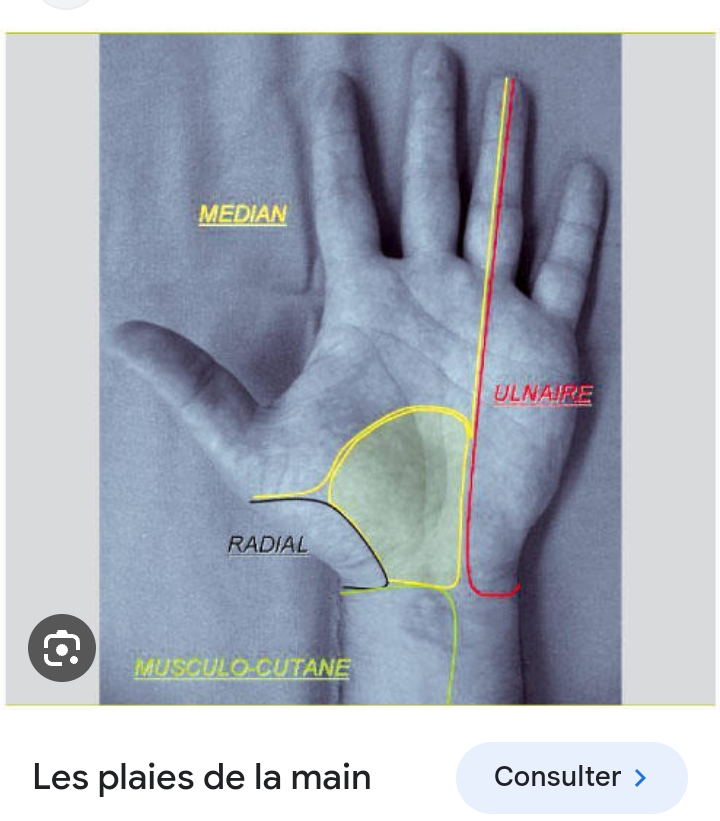 MEDIAN
ULNAIRE
RADIAL
MUSCULO-CUTANE
Les plaies de la main
Consulter